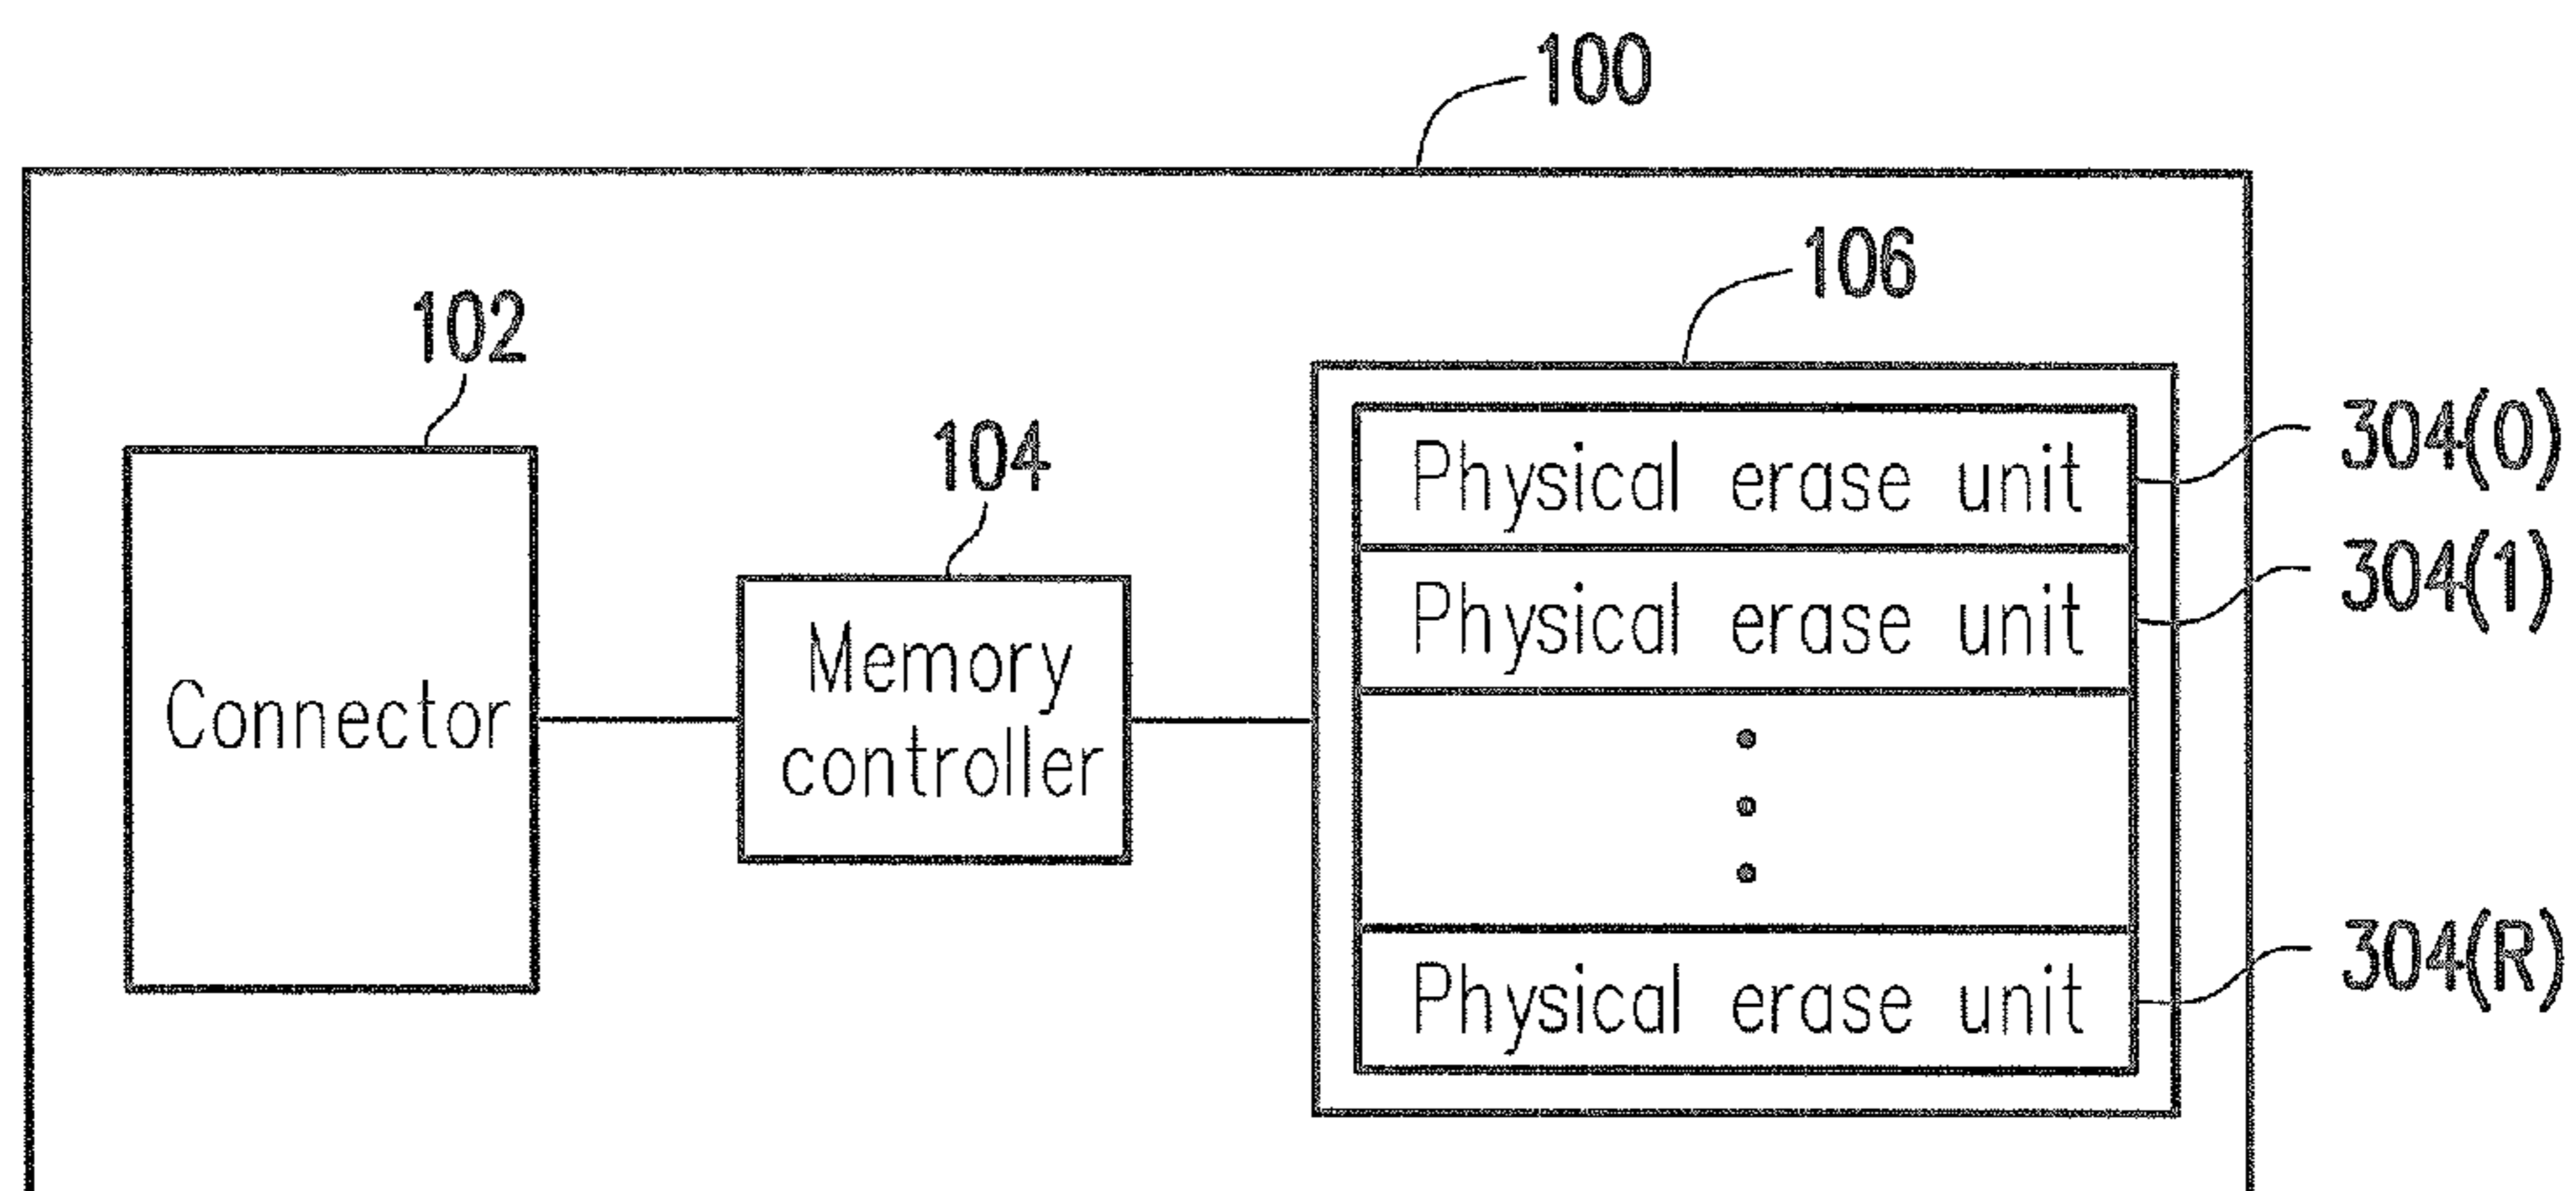 100
106
102
304(0)
104
Physical erase unit
304(1)
Physical erase unit
Memory
controller
Connector
304(R)
Physical erase unit